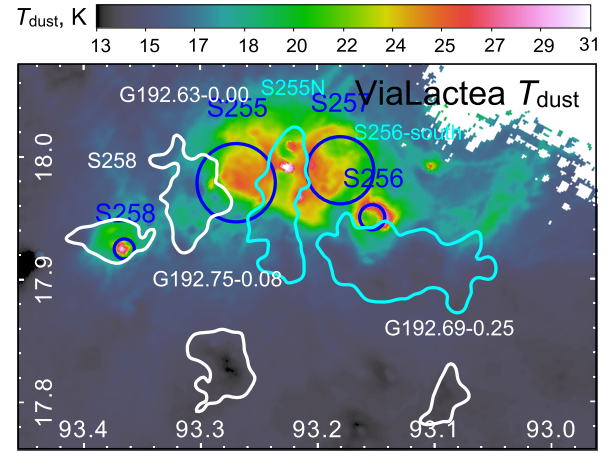 T_dust, K
13 15 17 18 20 22 24 25 27 29 31
ViaLactea T_dust
S255N
G192.63-0.00
S255 S257
S256-south
S258
S256
S258
G192.75-0.08
G192.69-0.25
18.0
17.9
17.8
93.4 93.3 93.2 93.1 93.0